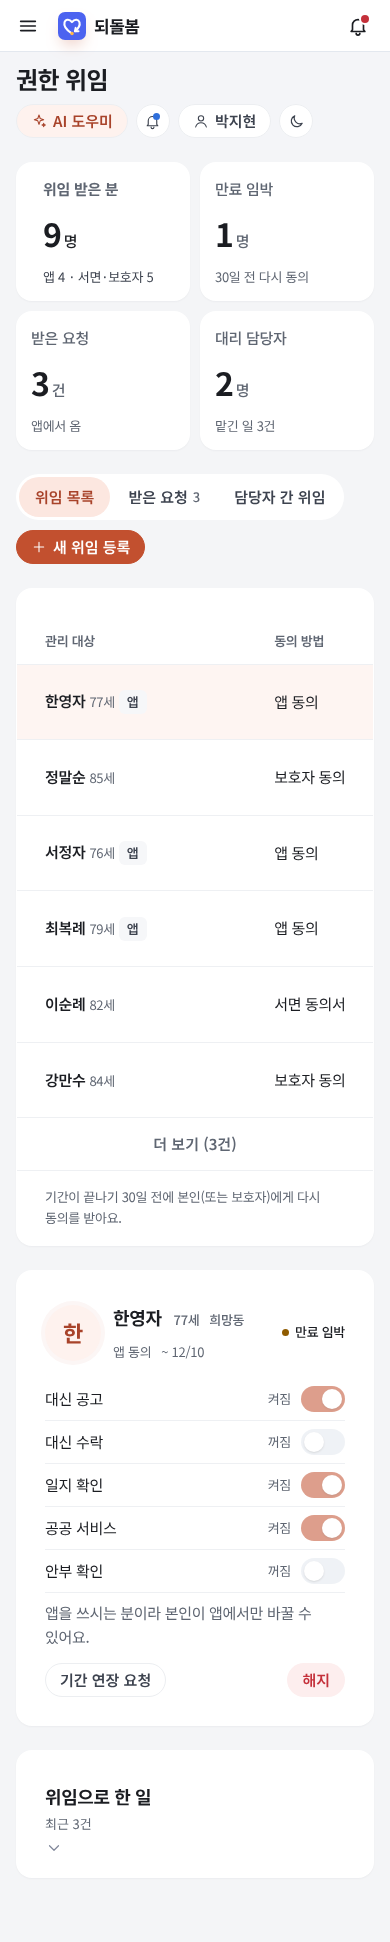 되돌봄
권한 위임
AI 도우미
박지현
위임 받은 분
9 명
앱 4 · 서면·보호자 5
만료 임박
1 명
30일 전 다시 동의
받은 요청
3 건
앱에서 옴
대리 담당자
2 명
맡긴 일 3건
위임 목록 받은 요청 3 담당자 간 위임
+ 새 위임 등록
관리 대상 동의 방법
한영자 77세 앱 앱 동의
정말순 85세 보호자 동의
서정자 76세 앱 앱 동의
최복례 79세 앱 앱 동의
이순례 82세 서면 동의서
강만수 84세 보호자 동의
더 보기 (3건)
기간이 끝나기 30일 전에 본인(또는 보호자)에게 다시
동의를 받아요.
한
한영자 77세 희망동
앱 동의 ~ 12/10
만료 임박
대신 공고 켜짐
대신 수락 꺼짐
일지 확인 켜짐
공공 서비스 켜짐
안부 확인 꺼짐
앱을 쓰시는 분이라 본인이 앱에서만 바꿀 수
있어요.
기간 연장 요청 해지
위임으로 한 일
최근 3건